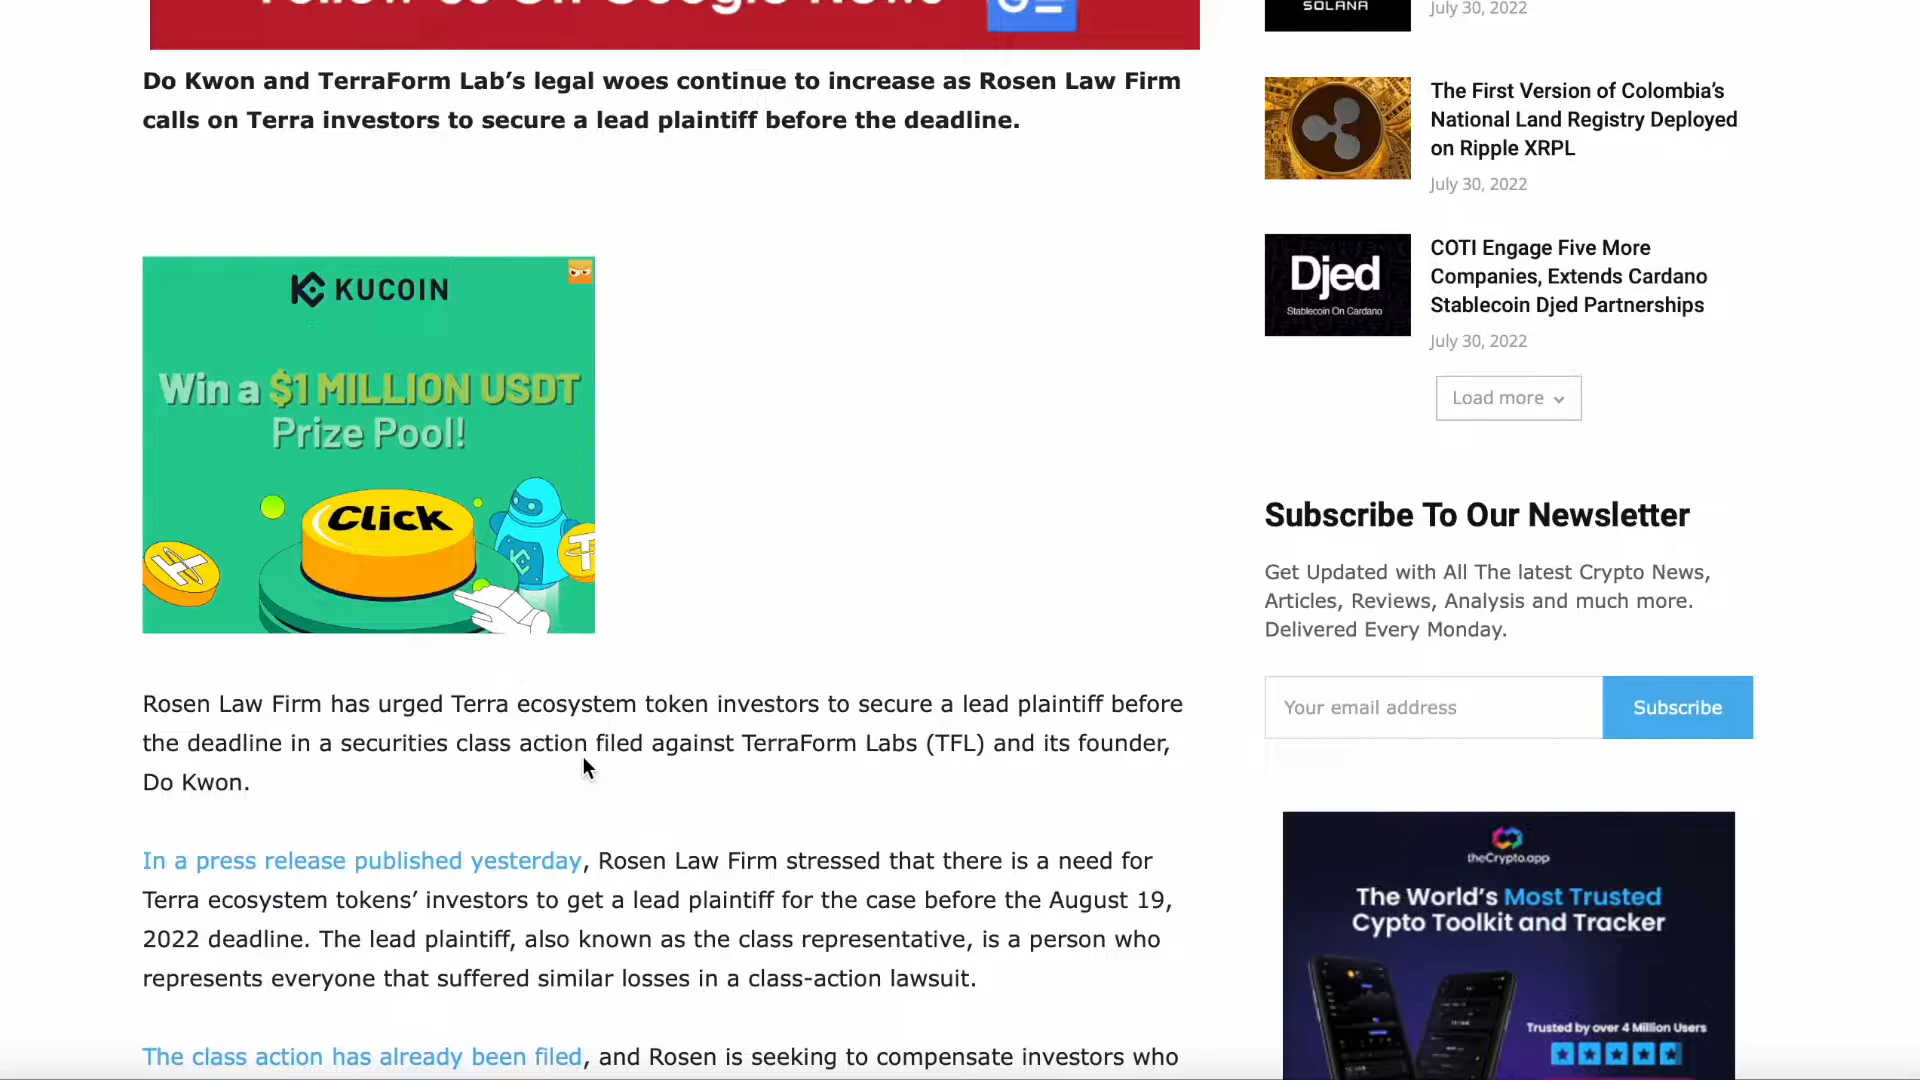 Follow Us On Google News
SOLANA
July 30, 2022
Do Kwon and TerraForm Lab’s legal woes continue to increase as Rosen Law Firm
calls on Terra investors to secure a lead plaintiff before the deadline.
The First Version of Colombia’s
National Land Registry Deployed
on Ripple XRPL
July 30, 2022
Djed
Stablecoin On Cardano
COTI Engage Five More
Companies, Extends Cardano
Stablecoin Djed Partnerships
July 30, 2022
Load more
KUCOIN
Win a $1 MILLION USDT
Prize Pool!
Click
Subscribe To Our Newsletter
Get Updated with All The latest Crypto News,
Articles, Reviews, Analysis and much more.
Delivered Every Monday.
Your email address
Subscribe
Rosen Law Firm has urged Terra ecosystem token investors to secure a lead plaintiff before
the deadline in a securities class action filed against TerraForm Labs (TFL) and its founder,
Do Kwon.
In a press release published yesterday, Rosen Law Firm stressed that there is a need for
Terra ecosystem tokens’ investors to get a lead plaintiff for the case before the August 19,
2022 deadline. The lead plaintiff, also known as the class representative, is a person who
represents everyone that suffered similar losses in a class-action lawsuit.
The class action has already been filed, and Rosen is seeking to compensate investors who
theCrypto.app
The World’s Most Trusted
Cypto Toolkit and Tracker
Trusted by over 4 Million Users